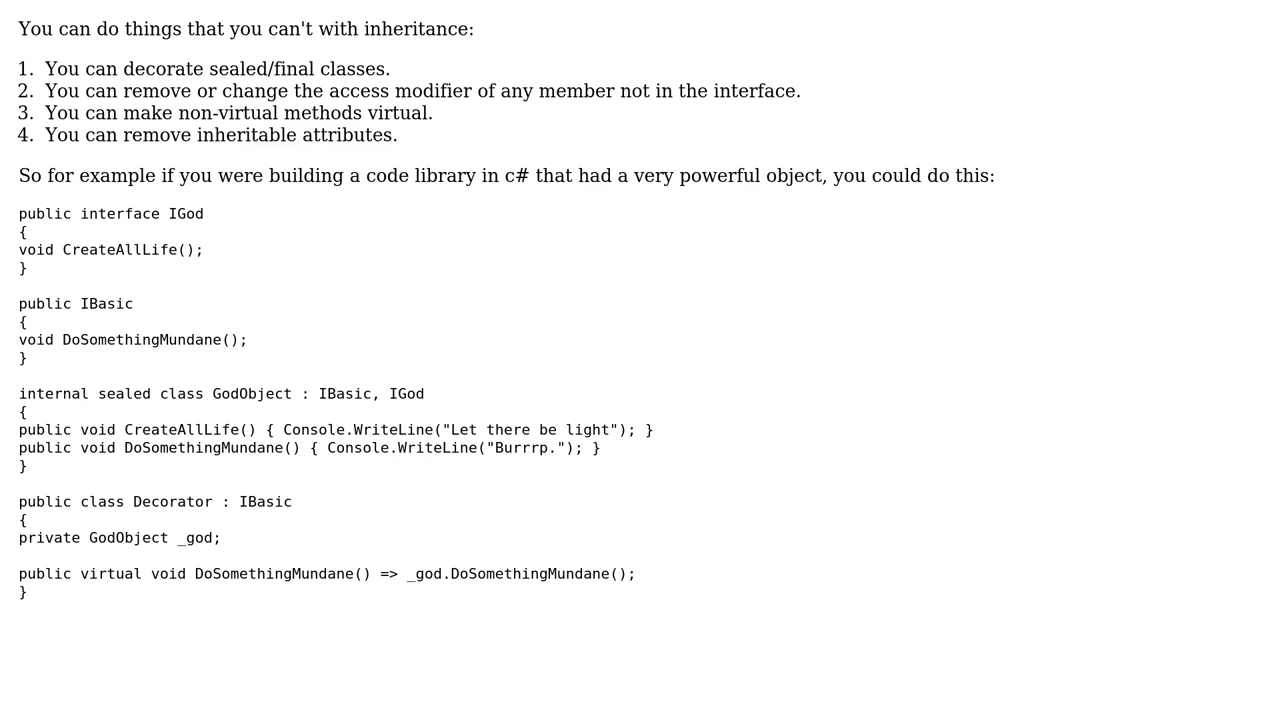 You can do things that you can't with inheritance:
1. You can decorate sealed/final classes.
2. You can remove or change the access modifier of any member not in the interface.
3. You can make non-virtual methods virtual.
4. You can remove inheritable attributes.
So for example if you were building a code library in c# that had a very powerful object, you could do this:
public interface IGod
{
void CreateAllLife();
}
public IBasic
{
void DoSomethingMundane();
}
internal sealed class GodObject : IBasic, IGod
{
public void CreateAllLife() { Console.WriteLine("Let there be light"); }
public void DoSomethingMundane() { Console.WriteLine("Burrrp."); }
}
public class Decorator : IBasic
{
private GodObject _god;
public virtual void DoSomethingMundane() => _god.DoSomethingMundane();
}